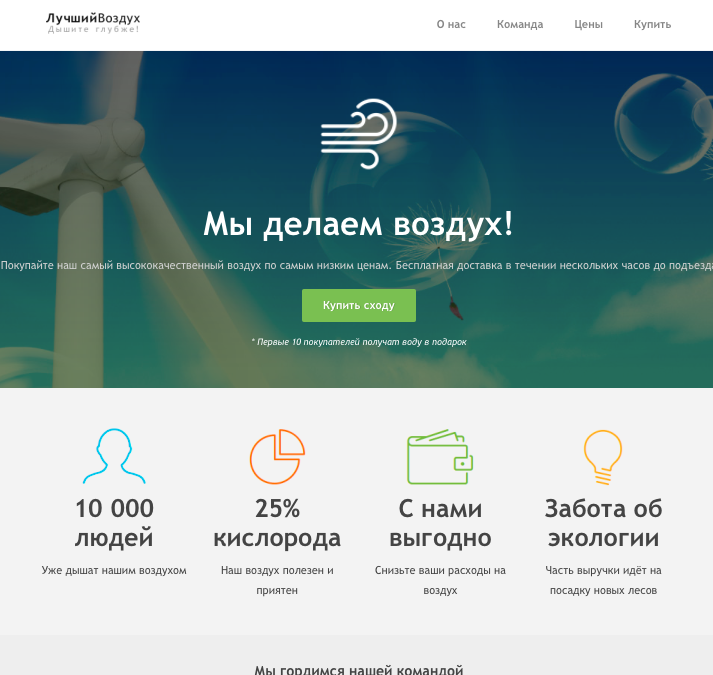 ЛучшийВоздух
Дышите глубже!
О нас Команда Цены Купить
Мы делаем воздух!
Покупайте наш самый высококачественный воздух по самым низким ценам. Бесплатная доставка в течении нескольких часов до подъезда
Купить сходу
* Первые 10 покупателей получат воду в подарок
10 000
людей
Уже дышат нашим воздухом
25%
кислорода
Наш воздух полезен и
приятен
С нами
выгодно
Снизьте ваши расходы на
воздух
Забота об
экологии
Часть выручки идёт на
посадку новых лесов
Мы гордимся нашей командой